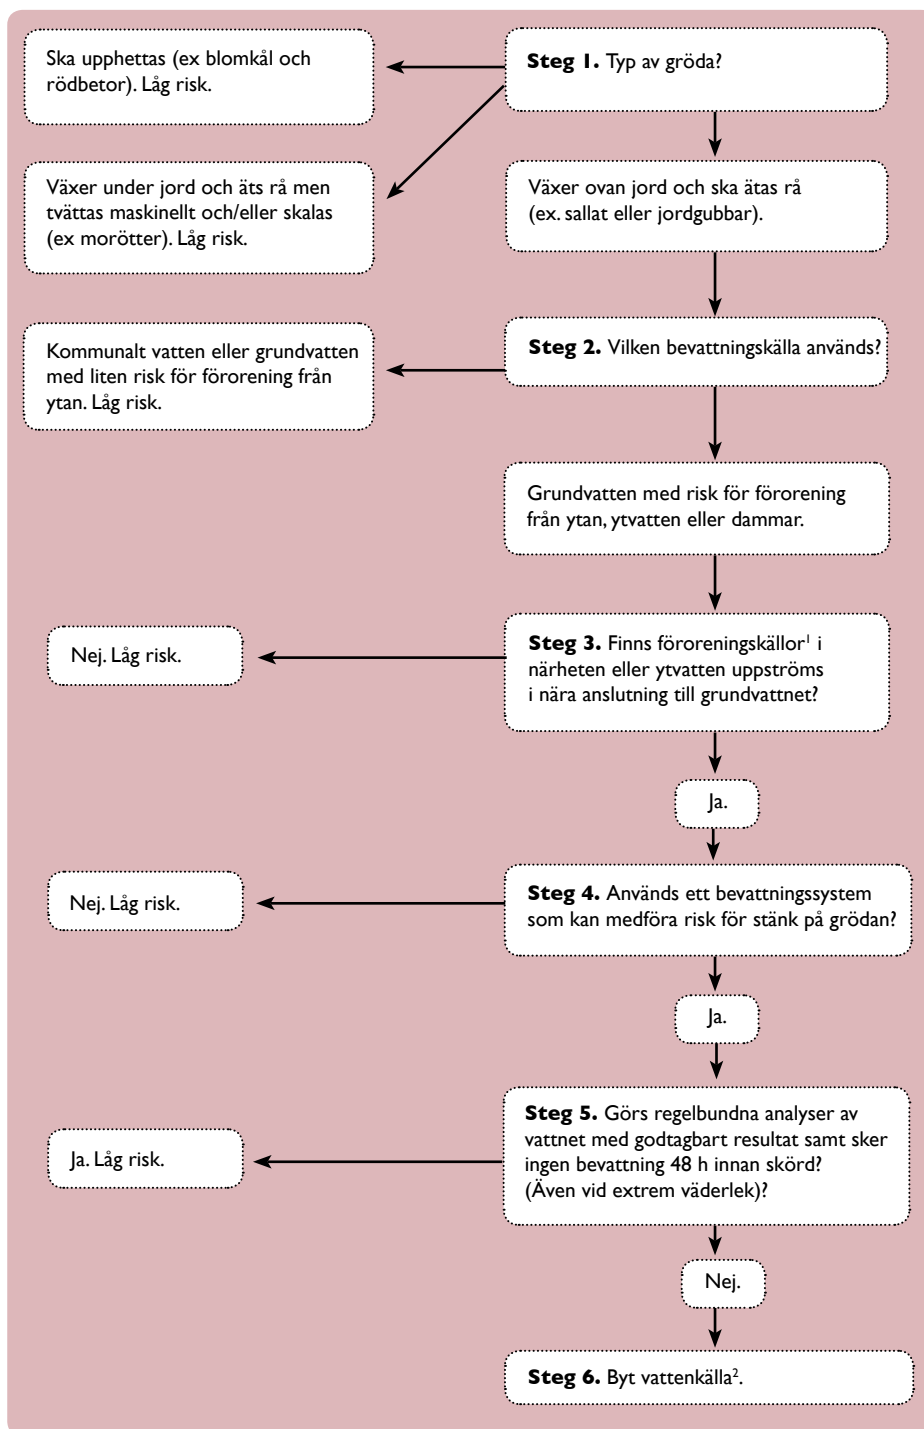 Steg 1. Typ av gröda?
Ska upphettas (ex blomkål och
rödbetor). Låg risk.
Växer under jord och äts rå men
tvättas maskinellt och/eller skalas
(ex morötter). Låg risk.
Växer ovan jord och ska ätas rå
(ex. sallat eller jordgubbar).
Steg 2. Vilken bevattningskälla används?
Kommunalt vatten eller grundvatten
med liten risk för förorening från
ytan. Låg risk.
Grundvatten med risk för förorening
från ytan, ytvatten eller dammar.
Steg 3. Finns föroreningskällor¹ i
närheten eller ytvatten uppströms
i nära anslutning till grundvattnet?
Nej. Låg risk.
Ja.
Steg 4. Används ett bevattningssystem
som kan medföra risk för stänk på grödan?
Nej. Låg risk.
Ja.
Steg 5. Görs regelbundna analyser av
vattnet med godtagbart resultat samt sker
ingen bevattning 48 h innan skörd?
(Även vid extrem väderlek)?
Ja. Låg risk.
Nej.
Steg 6. Byt vattenkälla².